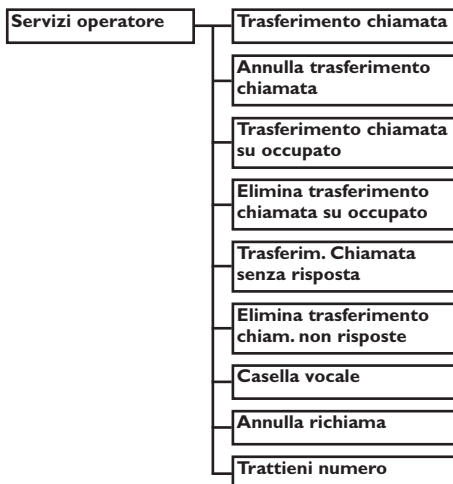 Servizi operatore
Trasferimento chiamata
Annulla trasferimento
chiamata
Trasferimento chiamata
su occupato
Elimina trasferimento
chiamata su occupato
Trasferim. Chiamata
senza risposta
Elimina trasferimento
chiam. non risposte
Casella vocale
Annulla richiama
Trattieni numero